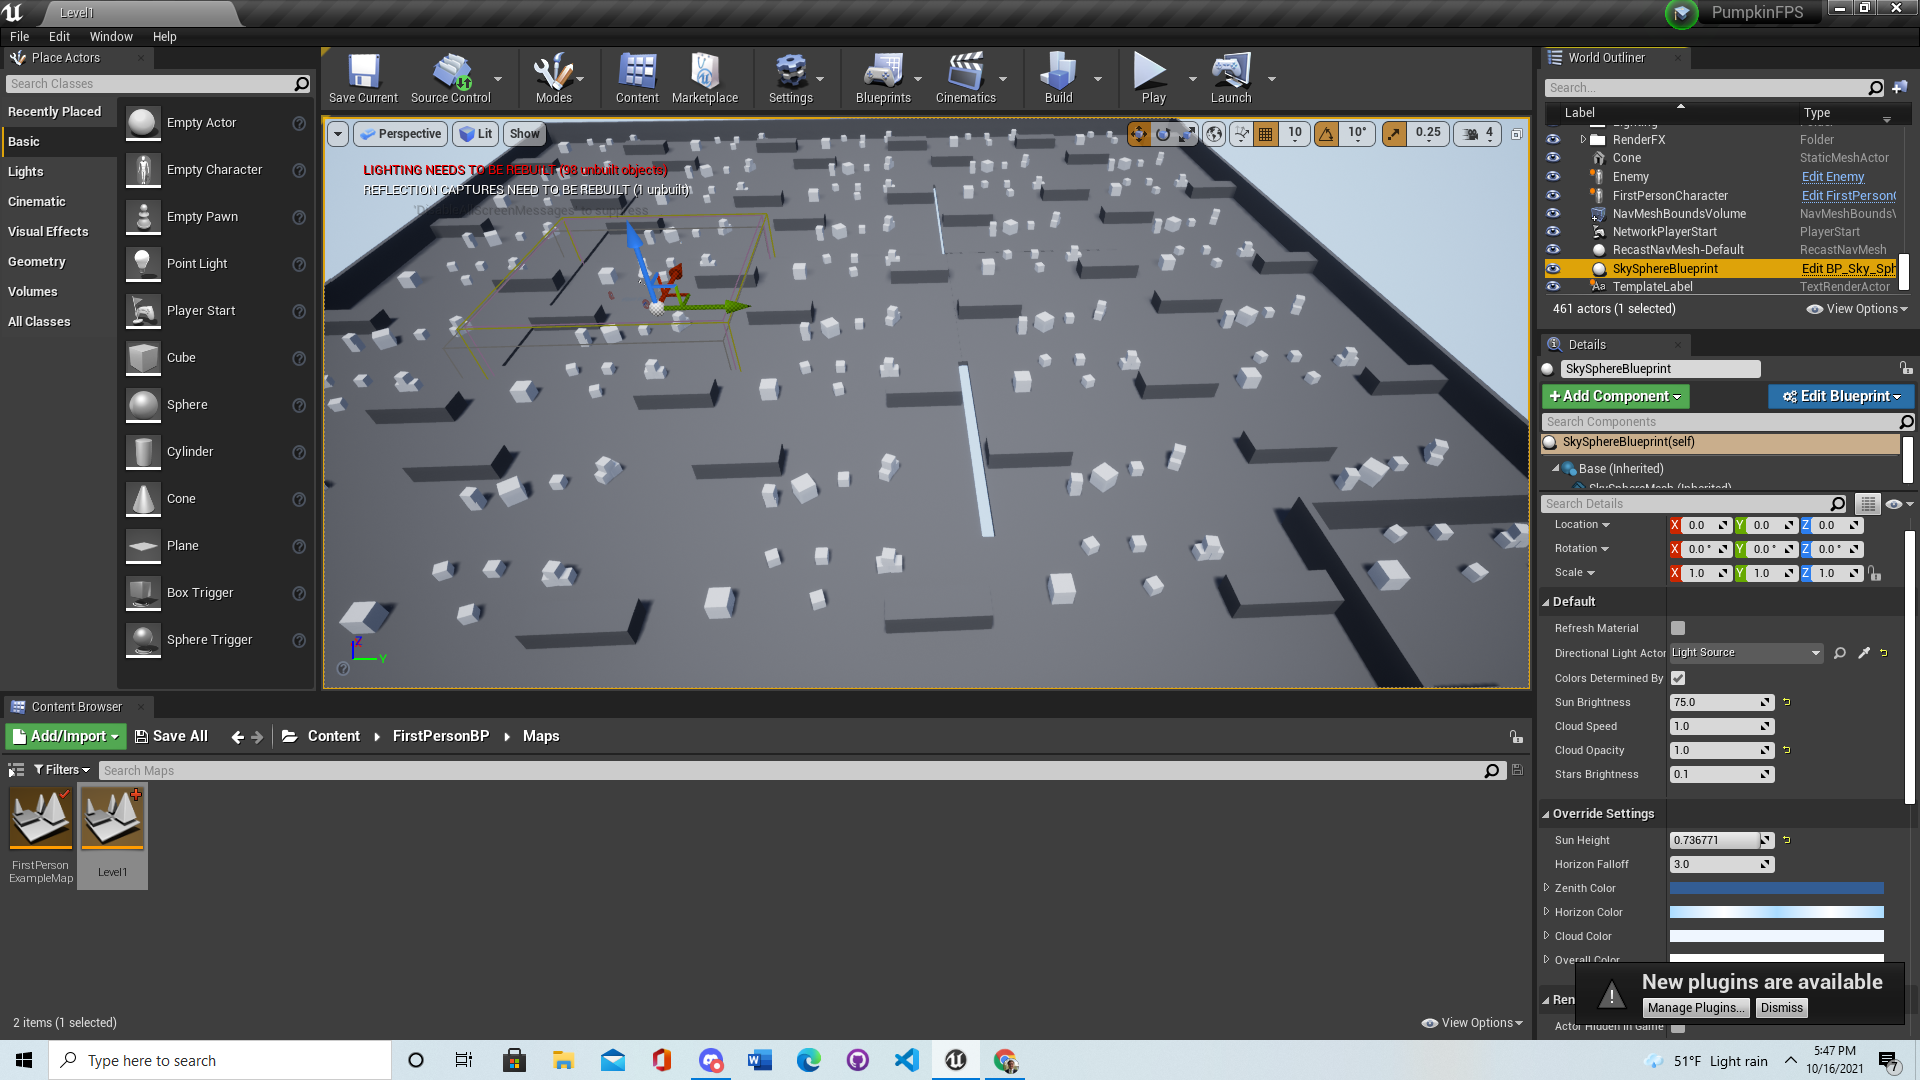 Level1
PumpkinFPS
File Edit Window Help
Place Actors
Search Classes
Recently Placed
Basic
Lights
Cinematic
Visual Effects
Geometry
Volumes
All Classes
Empty Actor
Empty Character
Empty Pawn
Point Light
Player Start
Cube
Sphere
Cylinder
Cone
Plane
Box Trigger
Sphere Trigger
Save Current Source Control Modes Content Marketplace Settings Blueprints Cinematics Build Play Launch
Perspective Lit Show
10 10° 0.25 4
LIGHTING NEEDS TO BE REBUILT (98 unbuilt objects)
REFLECTION CAPTURES NEED TO BE REBUILT (1 unbuilt)
to suppress
Z
Y
World Outliner
Search...
Label Type
RenderFX Folder
Cone StaticMeshActor
Enemy Edit Enemy
FirstPersonCharacter Edit FirstPerson(
NavMeshBoundsVolume NavMeshBounds\
NetworkPlayerStart PlayerStart
RecastNavMesh-Default RecastNavMesh
SkySphereBlueprint Edit BP_Sky_Sph
TemplateLabel TextRenderActor
461 actors (1 selected) View Options
Details
SkySphereBlueprint
+Add Component Edit Blueprint
Search Components
SkySphereBlueprint(self)
Base (Inherited)
SkySphereMesh (Inherited)
Search Details
Location X 0.0 Y 0.0 Z 0.0
Rotation X 0.0 ° Y 0.0 ° Z 0.0 °
Scale X 1.0 Y 1.0 Z 1.0
Default
Refresh Material
Directional Light Actor Light Source
Colors Determined By
Sun Brightness 75.0
Cloud Speed 1.0
Cloud Opacity 1.0
Stars Brightness 0.1
Override Settings
Sun Height 0.736771
Horizon Falloff 3.0
Zenith Color
Horizon Color
Cloud Color
Overall Color
Ren
Actor Hidden In Game
New plugins are available
Manage Plugins... Dismiss
Content Browser
Add/Import Save All Content FirstPersonBP Maps
Filters Search Maps
FirstPerson
ExampleMap
Level1
2 items (1 selected) View Options
Type here to search
51°F Light rain
5:47 PM
10/16/2021
7